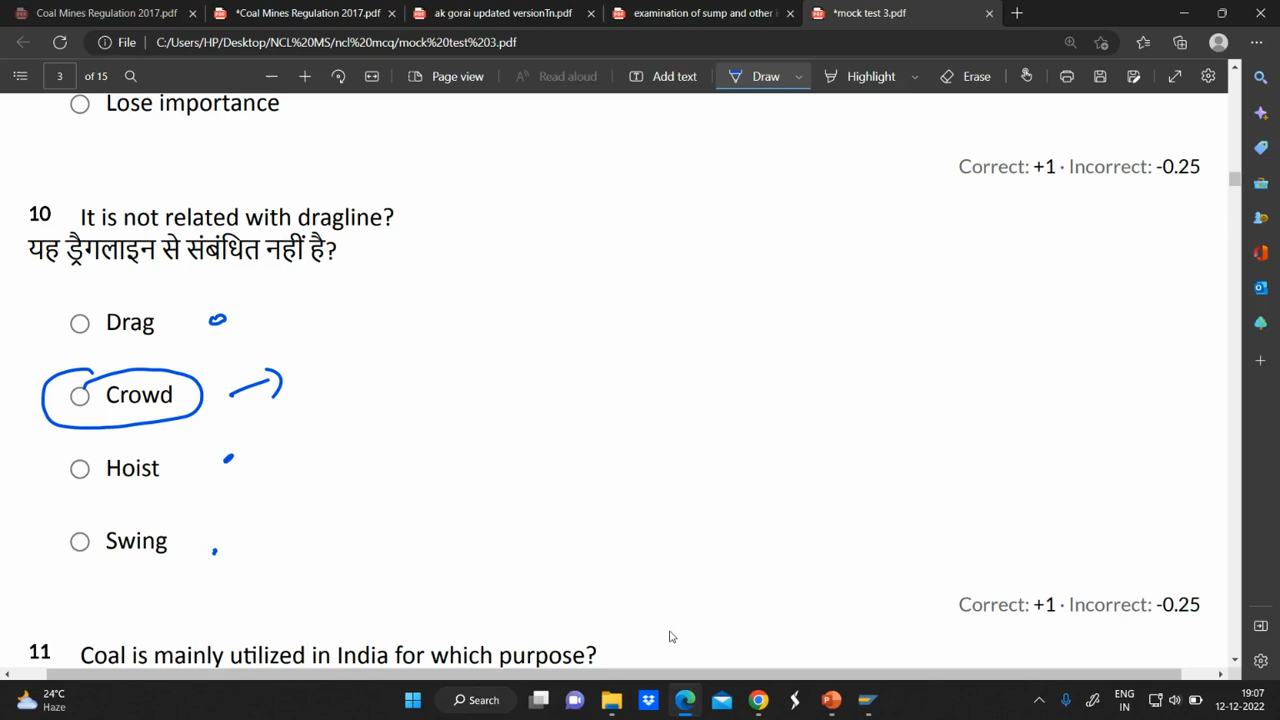 Coal Mines Regulation 2017.pdf
*Coal Mines Regulation 2017.pdf
ak gorai updated versionTn.pdf
examination of sump and other i
*mock test 3.pdf
File
C:/Users/HP/Desktop/NCL%20MS/ncl%20mcq/mock%20test%203.pdf
3 of 15
Page view
Read aloud
Add text
Draw
Highlight
Erase
Lose importance
Correct: +1 · Incorrect: -0.25
10 It is not related with dragline?
यह ड्रैगलाइन से संबंधित नहीं है?
Drag
Crowd
Hoist
Swing
Correct: +1 · Incorrect: -0.25
11 Coal is mainly utilized in India for which purpose?
24°C
Haze
Search
ENG
IN
19:07
12-12-2022